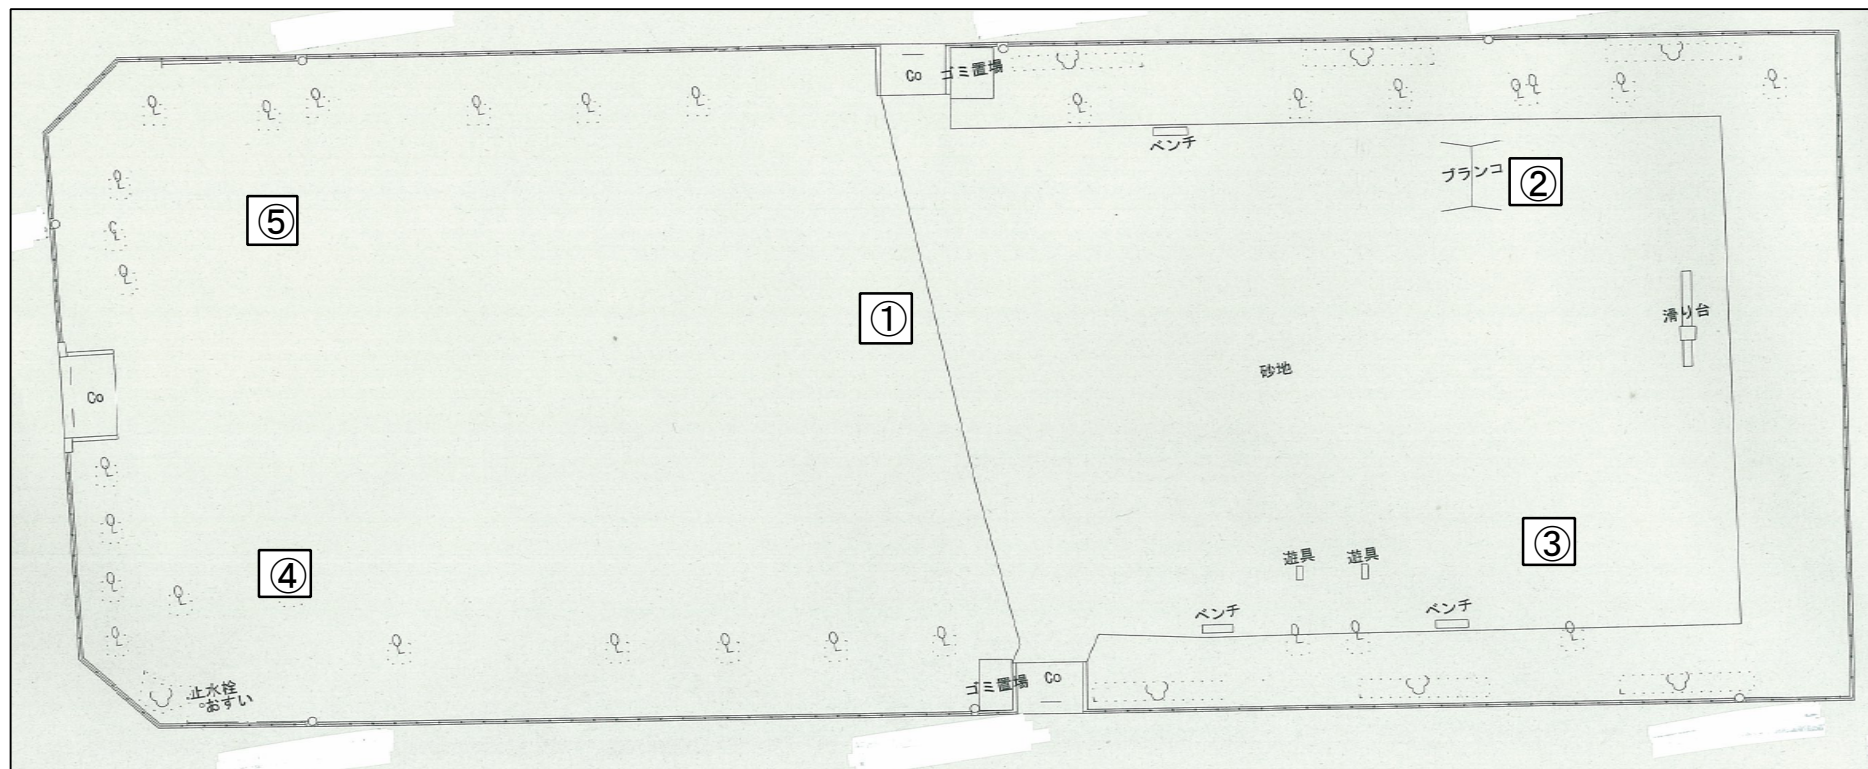 Co
ゴミ置場
ベンチ
ブランコ
②
⑤
①
滑り台
砂地
Co
③
遊具
遊具
④
ベンチ
ベンチ
止水栓
おすい
ゴミ置場
Co